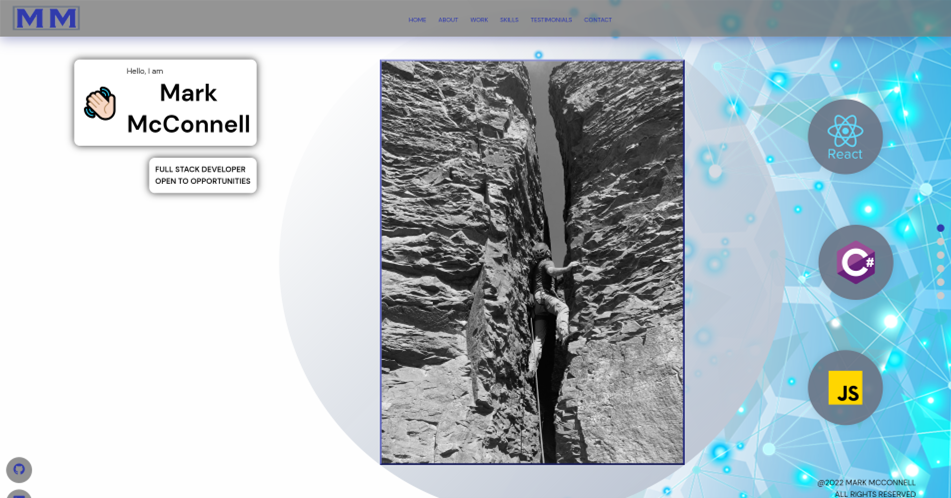 MM
HOME ABOUT WORK SKILLS TESTIMONIALS CONTACT
Hello, I am
Mark
McConnell
FULL STACK DEVELOPER
OPEN TO OPPORTUNITIES
React
C#
JS
@2022 MARK MCCONNELL
ALL RIGHTS RESERVED